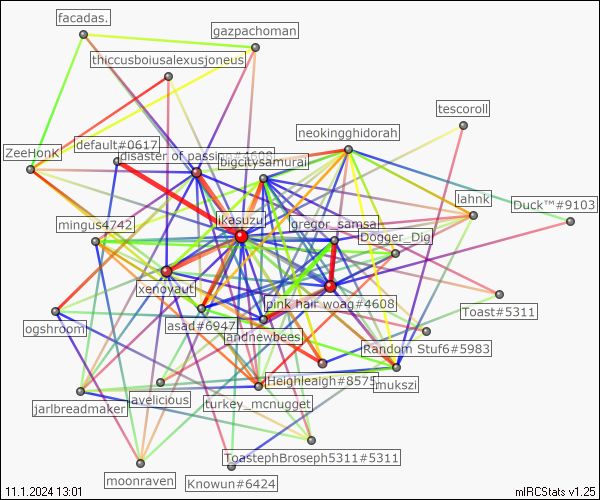 facadas.
gazpachoman
thiccusboiusalexusjoneus
tescoroll
neokingghidorah
default#0617
ZeeHonK
disaster of passion#4608
bigcitysamurai
lahnk
Duck™#9103
mingus4742
ikasuzu
gregor_samsa
Dogger_Dig
xenoyaut
pink hair woag#4608
Toast#5311
ogshroom
asad#6947
andnewbees
Random Stuf6#5983
Heighleaigh#8575
mukszi
jarlbreadmaker
avelicious
turkey_mcnugget
ToastephBroseph5311#5311
moonraven
Knowun#6424
11.1.2024 13:01
mIRCStats v1.25